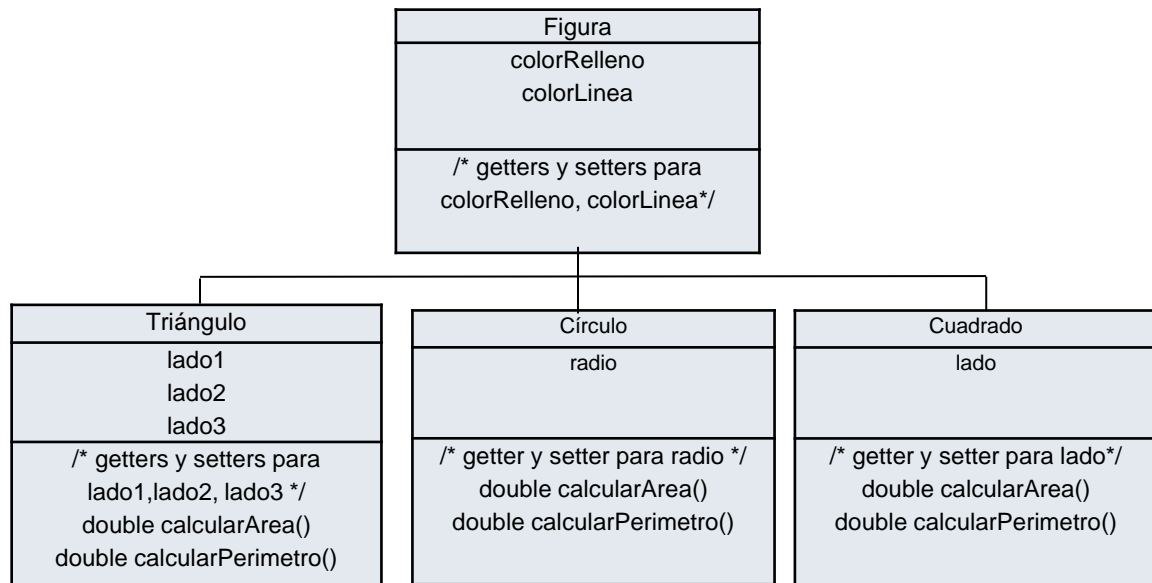 Figura
colorRelleno
colorLinea
/* getters y setters para
colorRelleno, colorLinea*/
Triángulo
lado1
lado2
lado3
/* getters y setters para
lado1,lado2, lado3 */
double calcularArea()
double calcularPerimetro()
Círculo
radio
/* getter y setter para radio */
double calcularArea()
double calcularPerimetro()
Cuadrado
lado
/* getter y setter para lado*/
double calcularArea()
double calcularPerimetro()